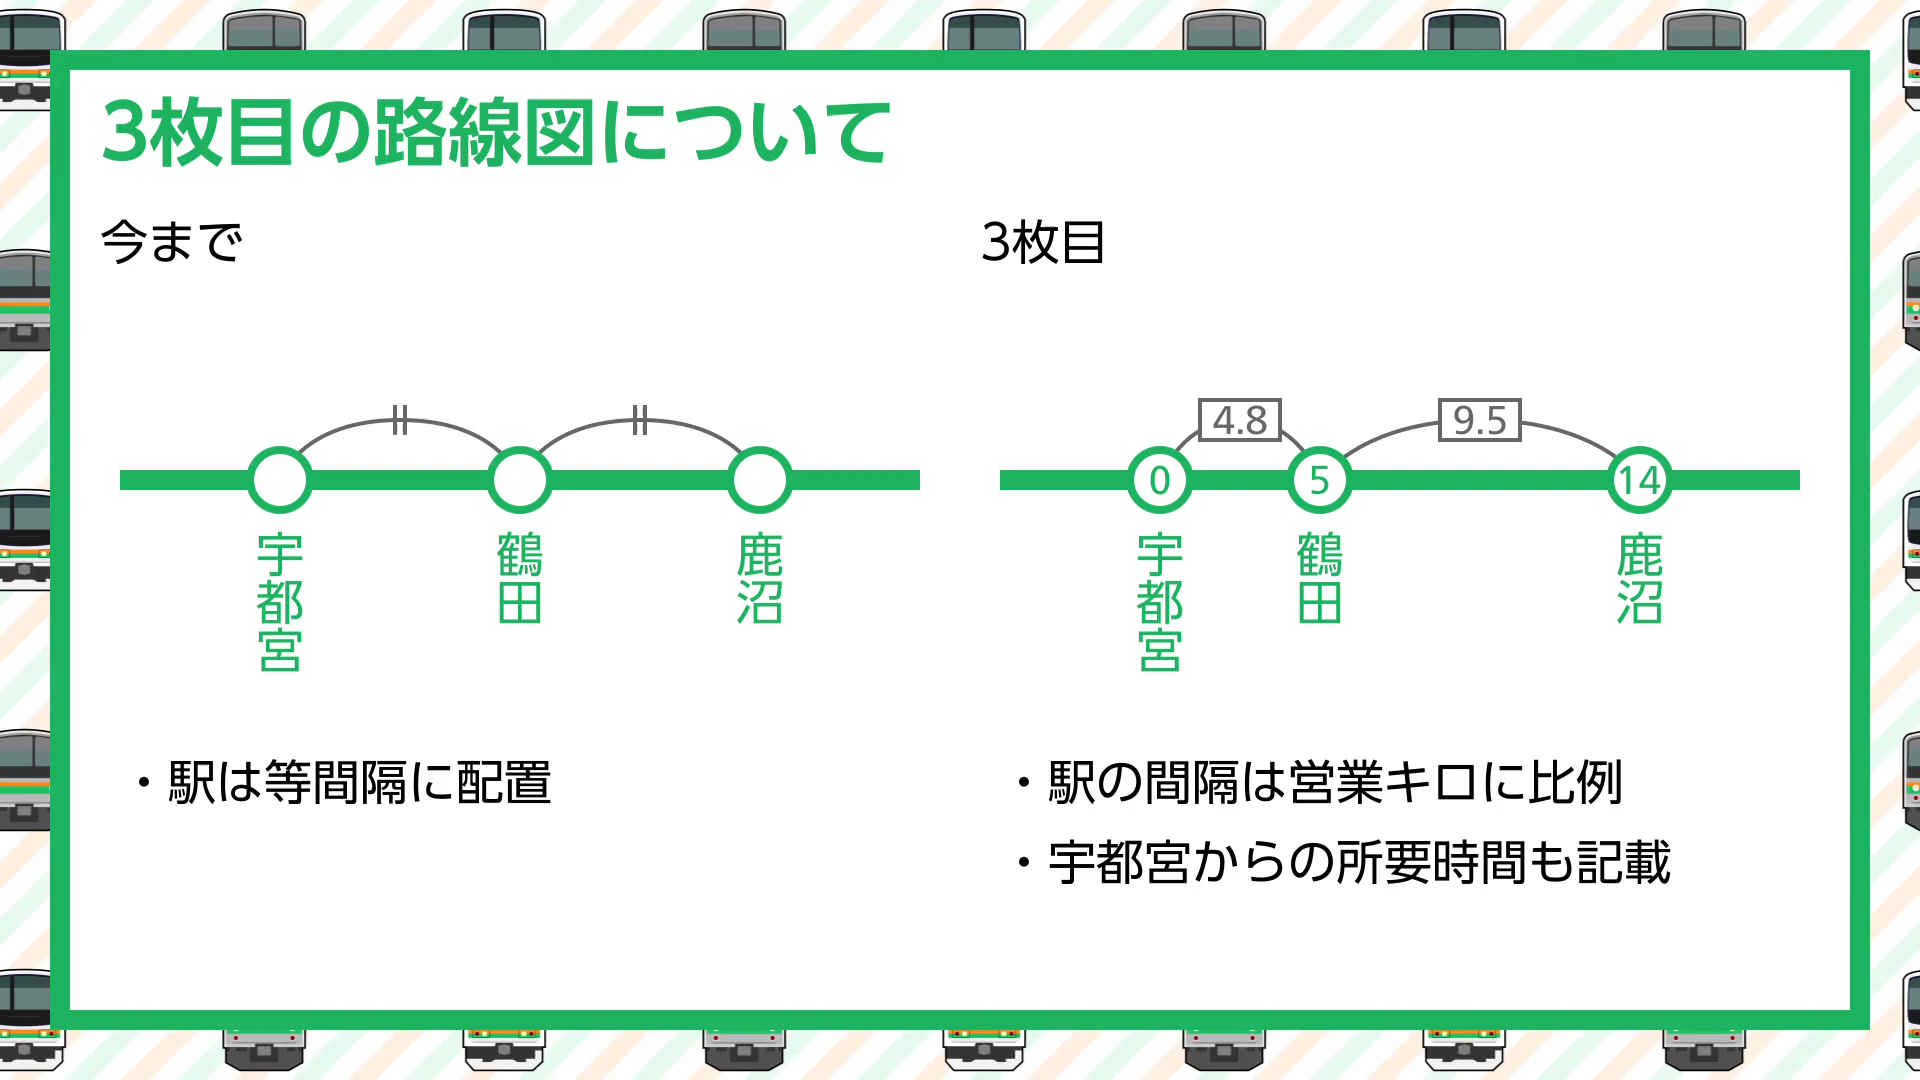 3枚目の路線図について
今まで
宇都宮
鶴田
鹿沼
・駅は等間隔に配置
3枚目
4.8
9.5
0
5
14
宇都宮
鶴田
鹿沼
・駅の間隔は営業キロに比例
・宇都宮からの所要時間も記載